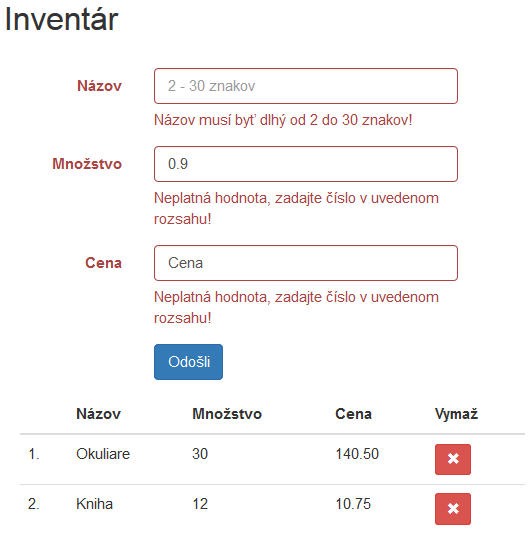 Inventár
Názov
2 - 30 znakov
Názov musí byť dlhý od 2 do 30 znakov!
Množstvo
0.9
Neplatná hodnota, zadajte číslo v uvedenom
rozsahu!
Cena
Cena
Neplatná hodnota, zadajte číslo v uvedenom
rozsahu!
Odošli
Názov Množstvo Cena Vymaž
1. Okuliare 30 140.50
2. Kniha 12 10.75